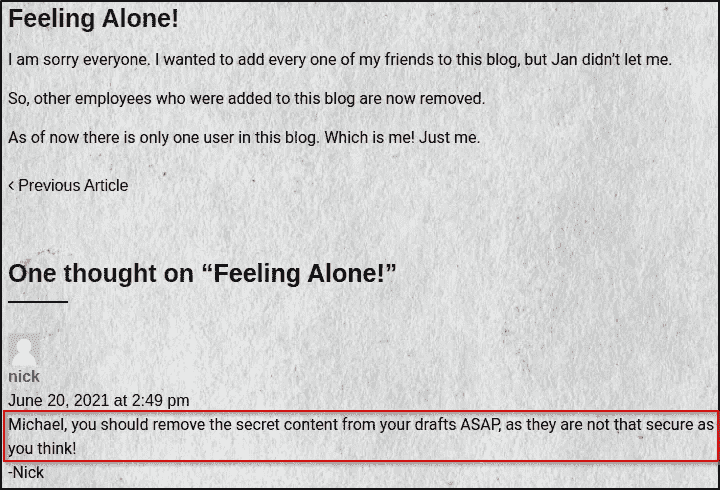 Feeling Alone!
I am sorry everyone. I wanted to add every one of my friends to this blog, but Jan didn't let me.
So, other employees who were added to this blog are now removed.
As of now there is only one user in this blog. Which is me! Just me.
‹ Previous Article
One thought on “Feeling Alone!”
nick
June 20, 2021 at 2:49 pm
Michael, you should remove the secret content from your drafts ASAP, as they are not that secure as
you think!
-Nick